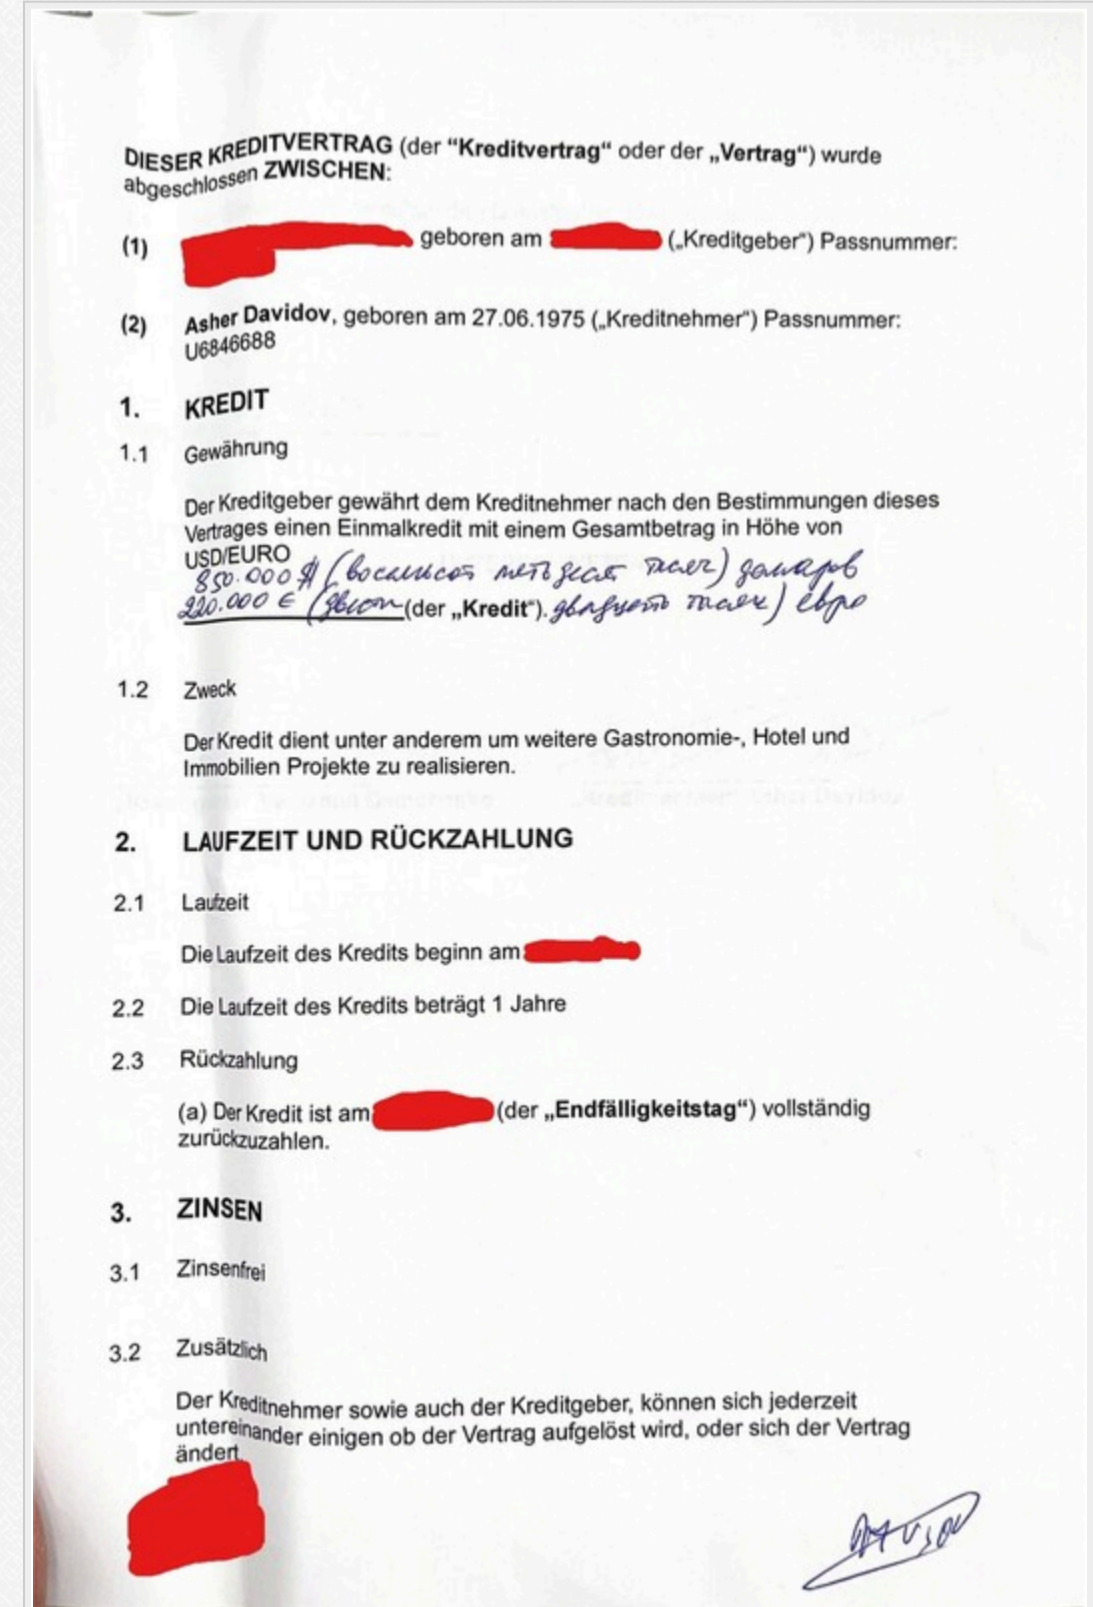 DIESER KREDITVERTRAG (der “Kreditvertrag“ oder der „Vertrag“) wurde
abgeschlossen ZWISCHEN:
(1) geboren am („Kreditgeber“) Passnummer:
(2) Asher Davidov, geboren am 27.06.1975 („Kreditnehmer“) Passnummer:
U6846688
1. KREDIT
1.1 Gewährung
Der Kreditgeber gewährt dem Kreditnehmer nach den Bestimmungen dieses
Vertrages einen Einmalkredit mit einem Gesamtbetrag in Höhe von
USD/EURO
850.000 $ (восемьсот пятьдесят тысяч) долларов
220.000 € (двести (der „Kredit“). двадцать тысяч) евро
1.2 Zweck
Der Kredit dient unter anderem um weitere Gastronomie-, Hotel und
Immobilien Projekte zu realisieren.
2. LAUFZEIT UND RÜCKZAHLUNG
2.1 Laufzeit
Die Laufzeit des Kredits beginn am
2.2 Die Laufzeit des Kredits beträgt 1 Jahre
2.3 Rückzahlung
(a) Der Kredit ist am (der „Endfälligkeitstag“) vollständig
zurückzuzahlen.
3. ZINSEN
3.1 Zinsenfrei
3.2 Zusätzlich
Der Kreditnehmer sowie auch der Kreditgeber, können sich jederzeit
untereinander einigen ob der Vertrag aufgelöst wird, oder sich der Vertrag
ändert.